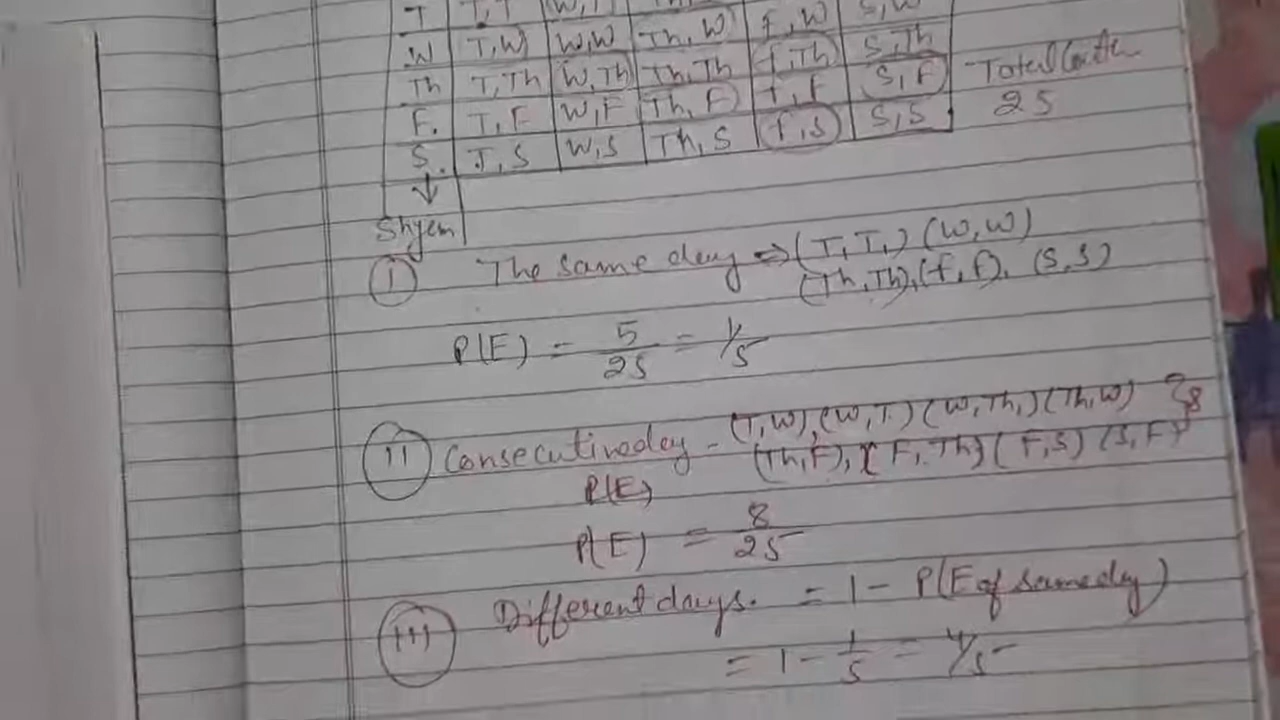 T T,T W,T
W T,W W,W Th,W f,W S,W
Th T,Th W,Th Th,Th f,Th S,Th
F. T,F W,F Th,F f,F S,F
S. T,S W,S Th,S f,S S,S
Total
25
Shyam
(I) The same day => (T,T,) (W,W)
(Th,Th),(f,f), (S,S)
P(E) = 5/25 = 1/5
(II) Consecutive day - (T,W),(W,T)(W,Th)(Th,W) 8
(Th,F),(F,Th)(F,S)(S,F)
P(E)
P(E) = 8/25
(III) Different days. = 1 - P(E of same day)
= 1 - 1/5 = 4/5